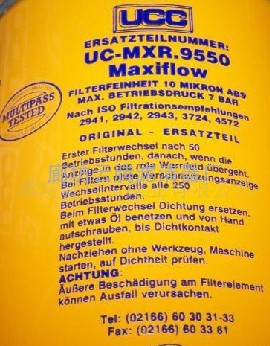 UCC
ERSATZTEILNUMMER:
UC-MXR.9550
Maxiflow
MULTIPASS
TESTED
FILTERFEINHEIT 10 MIKRON ABS
MAX. BETRIEBSDRUCK 7 BAR
Nach ISO Filtrationsempfehlungen
2941, 2942, 2943, 3724, 4572
ORIGINAL - ERSATZTEIL
Erster Filterwechsel nach 50
Betriebsstunden, danach, wenn die
Anzeige in das rote Warnfeld übergeht.
Bei Filter ohne Verschmutzungsanzeige
Wechselintervalle alle 250
Betriebsstunden.
Beim Filterwechsel Dichtung ersetzen,
mit etwas Öl benetzen und von Hand
aufschrauben, bis Dichtkontakt
hergestellt.
Nachziehen ohne Werkzeug, Maschine
starten, auf Dichtheit prüfen.
ACHTUNG:
Äußere Beschädigung am Filterelement
können Ausfall verursachen.
Tel: (02166) 60 30 31-33
Fax: (02166) 60 33 61